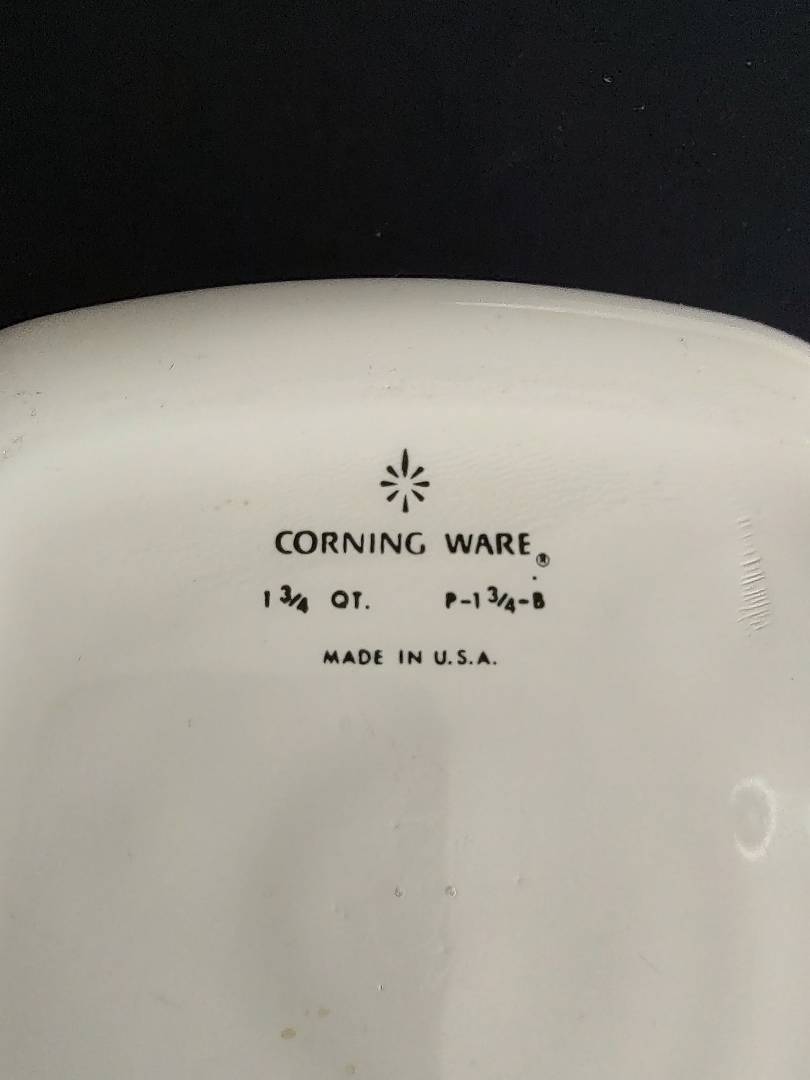 CORNING WARE®
1 3/4 QT. P-1 3/4-B
MADE IN U.S.A.